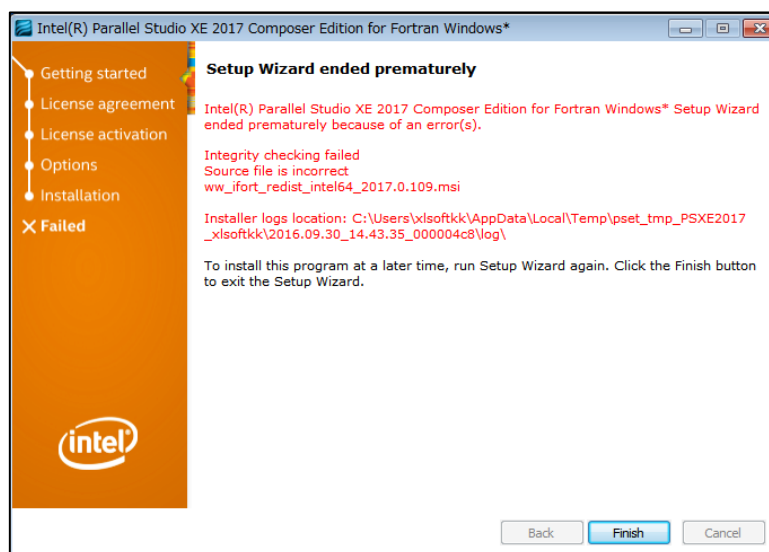 Intel(R) Parallel Studio XE 2017 Composer Edition for Fortran Windows*
Getting started
License agreement
License activation
Options
Installation
Failed
Setup Wizard ended prematurely
Intel(R) Parallel Studio XE 2017 Composer Edition for Fortran Windows* Setup Wizard
ended prematurely because of an error(s).
Integrity checking failed
Source file is incorrect
ww_ifort_redist_intel64_2017.0.109.msi
Installer logs location: C:\Users\xlsoftkk\AppData\Local\Temp\pset_tmp_PSXE2017
_xlsoftkk\2016.09.30_14.43.35_000004c8\log\
To install this program at a later time, run Setup Wizard again. Click the Finish button
to exit the Setup Wizard.
intel
Back
Finish
Cancel